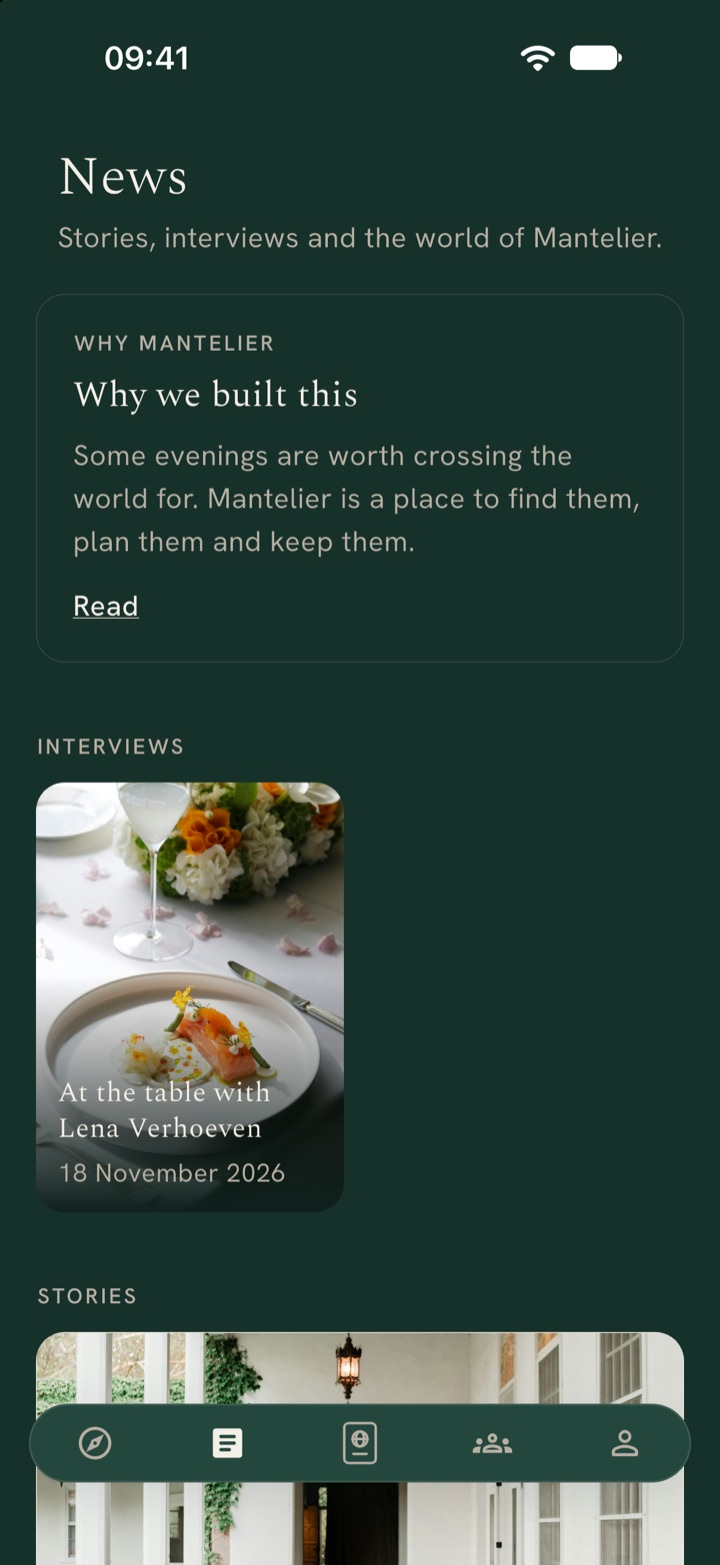 09:41
News
Stories, interviews and the world of Mantelier.
WHY MANTELIER
Why we built this
Some evenings are worth crossing the
world for. Mantelier is a place to find them,
plan them and keep them.
Read
INTERVIEWS
At the table with
Lena Verhoeven
18 November 2026
STORIES